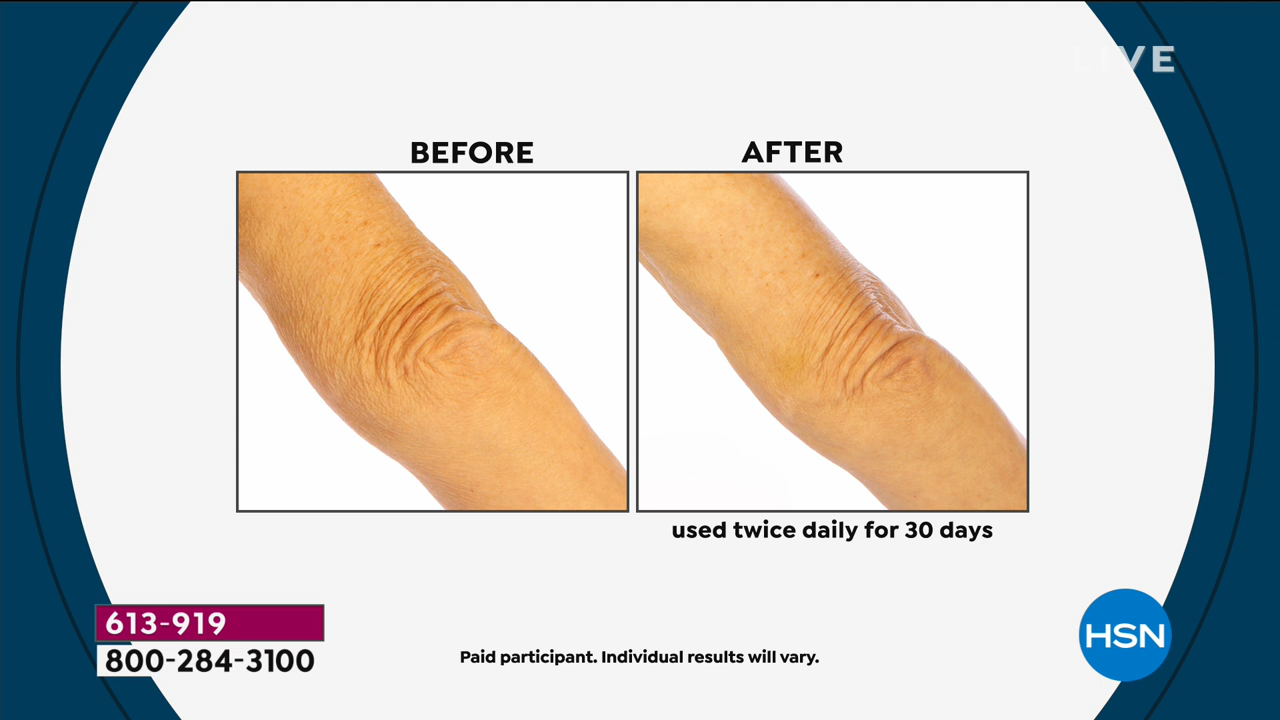 LIVE
BEFORE
AFTER
used twice daily for 30 days
613-919
800-284-3100
Paid participant. Individual results will vary.
HSN